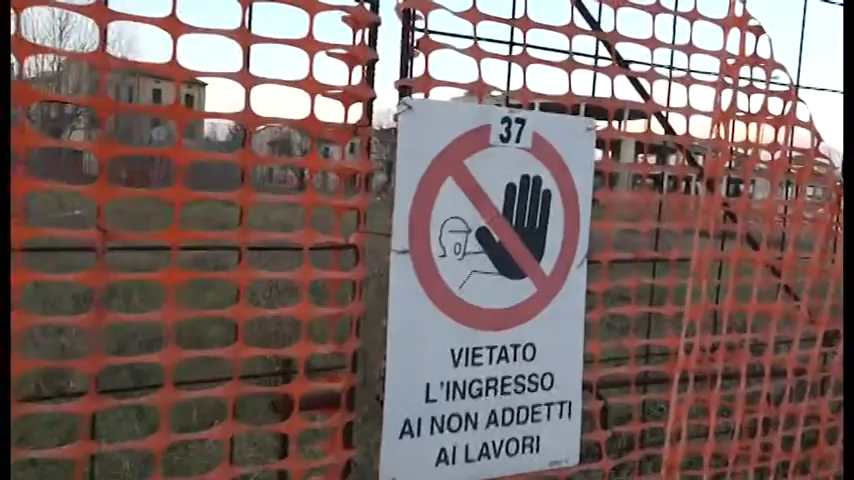 37
VIETATO
L'INGRESSO
AI NON ADDETTI
AI LAVORI